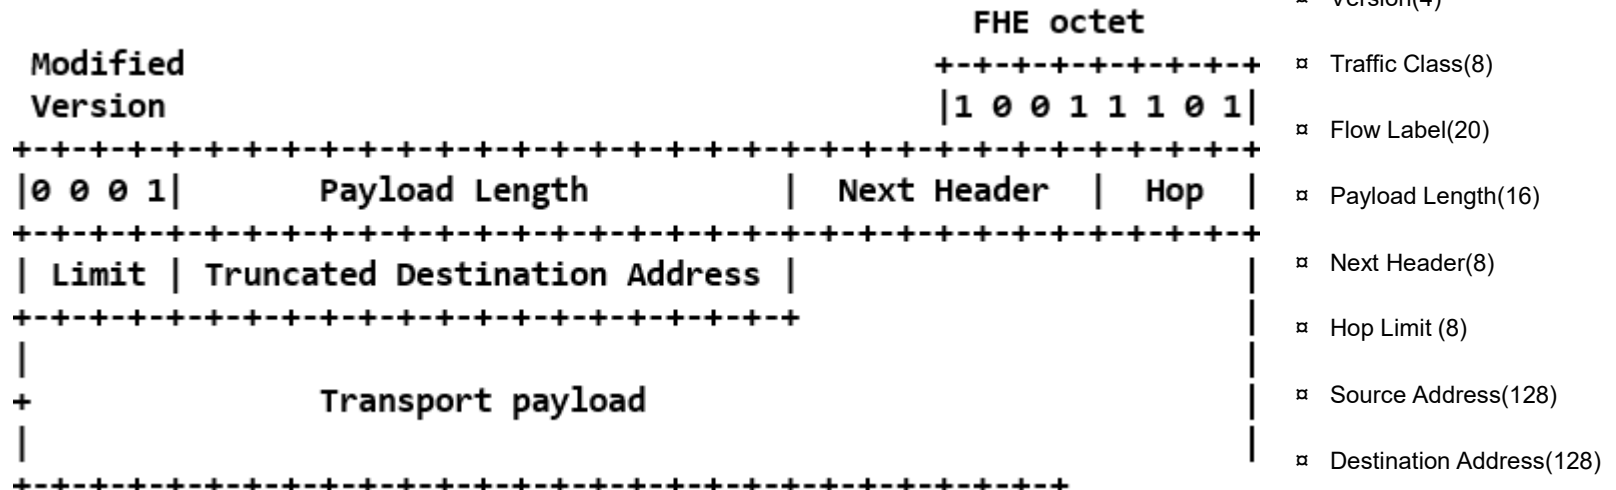 FHE octet
Modified
+-+-+-+-+-+-+-+-+
Version
|1 0 0 1 1 1 0 1|
+-+-+-+-+-+-+-+-+-+-+-+-+-+-+-+-+-+-+-+-+-+-+-+-+-+-+-+-+-+-+-+-+
|0 0 0 1| Payload Length | Next Header | Hop |
+-+-+-+-+-+-+-+-+-+-+-+-+-+-+-+-+-+-+-+-+-+-+-+-+-+-+-+-+-+-+-+-+
| Limit | Truncated Destination Address | |
+-+-+-+-+-+-+-+-+-+-+-+-+-+-+-+-+-+-+-+-+ |
| |
+ Transport payload |
| |
+-+-+-+-+-+-+-+-+-+-+-+-+-+-+-+-+-+-+-+-+-+-+-+-+-+-+-+
¤ Version(4)
¤ Traffic Class(8)
¤ Flow Label(20)
¤ Payload Length(16)
¤ Next Header(8)
¤ Hop Limit (8)
¤ Source Address(128)
¤ Destination Address(128)